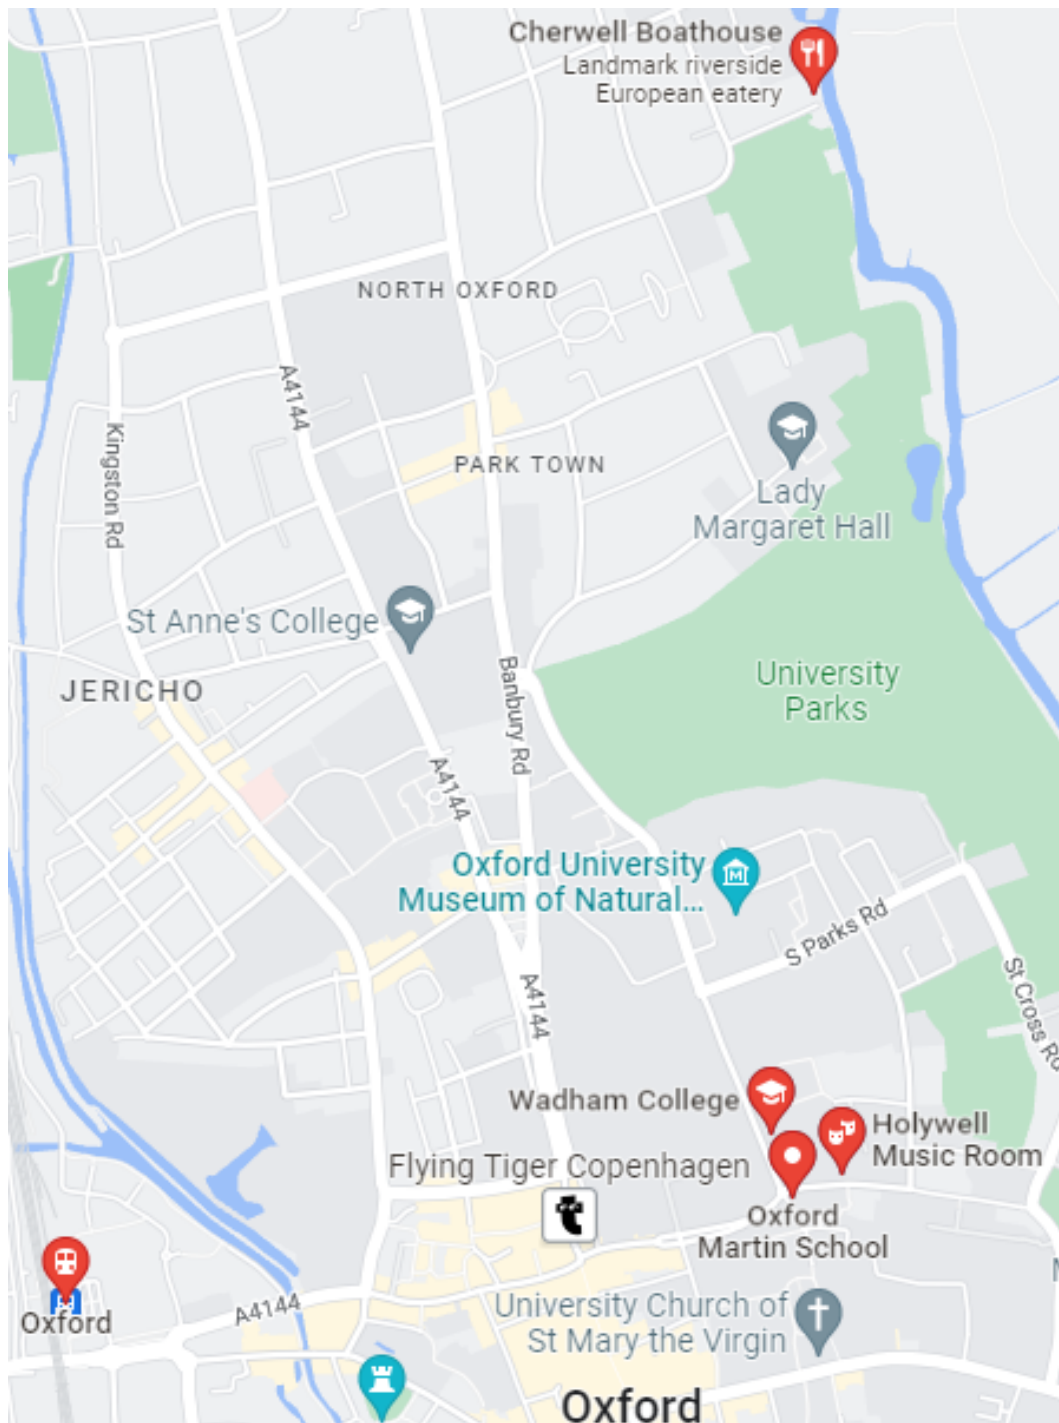 Cherwell Boathouse
Landmark riverside
European eatery
NORTH OXFORD
A4144
Kingston Rd
PARK TOWN
Lady
Margaret Hall
St Anne's College
JERICHO
Banbury Rd
University
Parks
A4144
Oxford University
Museum of Natural...
S Parks Rd
A4144
St Cross Rd
Wadham College
Holywell
Music Room
Flying Tiger Copenhagen
Oxford
Martin School
Oxford
A4144
University Church of
St Mary the Virgin
Oxford